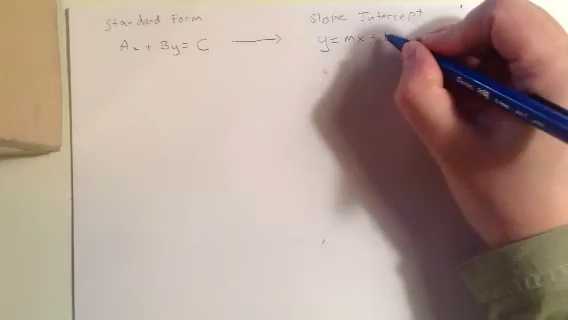 Standard Form
Slope Intercept
Ax + By = C
y = mx +